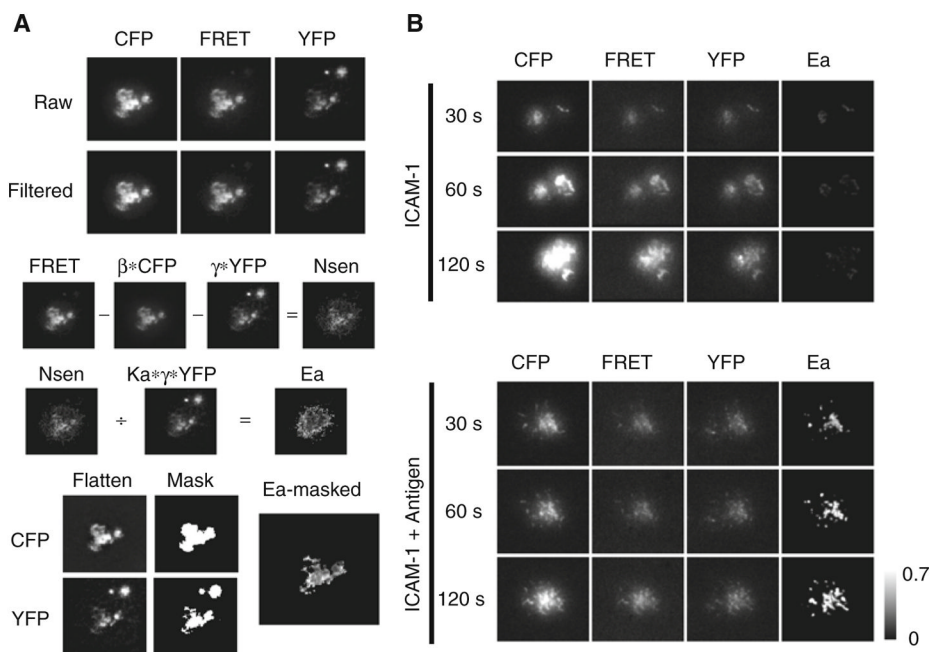 A
CFP FRET YFP
Raw
Filtered
FRET β*CFP γ*YFP Nsen
− − =
Nsen Ka*γ*YFP Ea
÷ =
Flatten Mask
Ea-masked
CFP
YFP
B
CFP FRET YFP Ea
ICAM-1
30 s
60 s
120 s
CFP FRET YFP Ea
ICAM-1 + Antigen
30 s
60 s
120 s
0.7
0